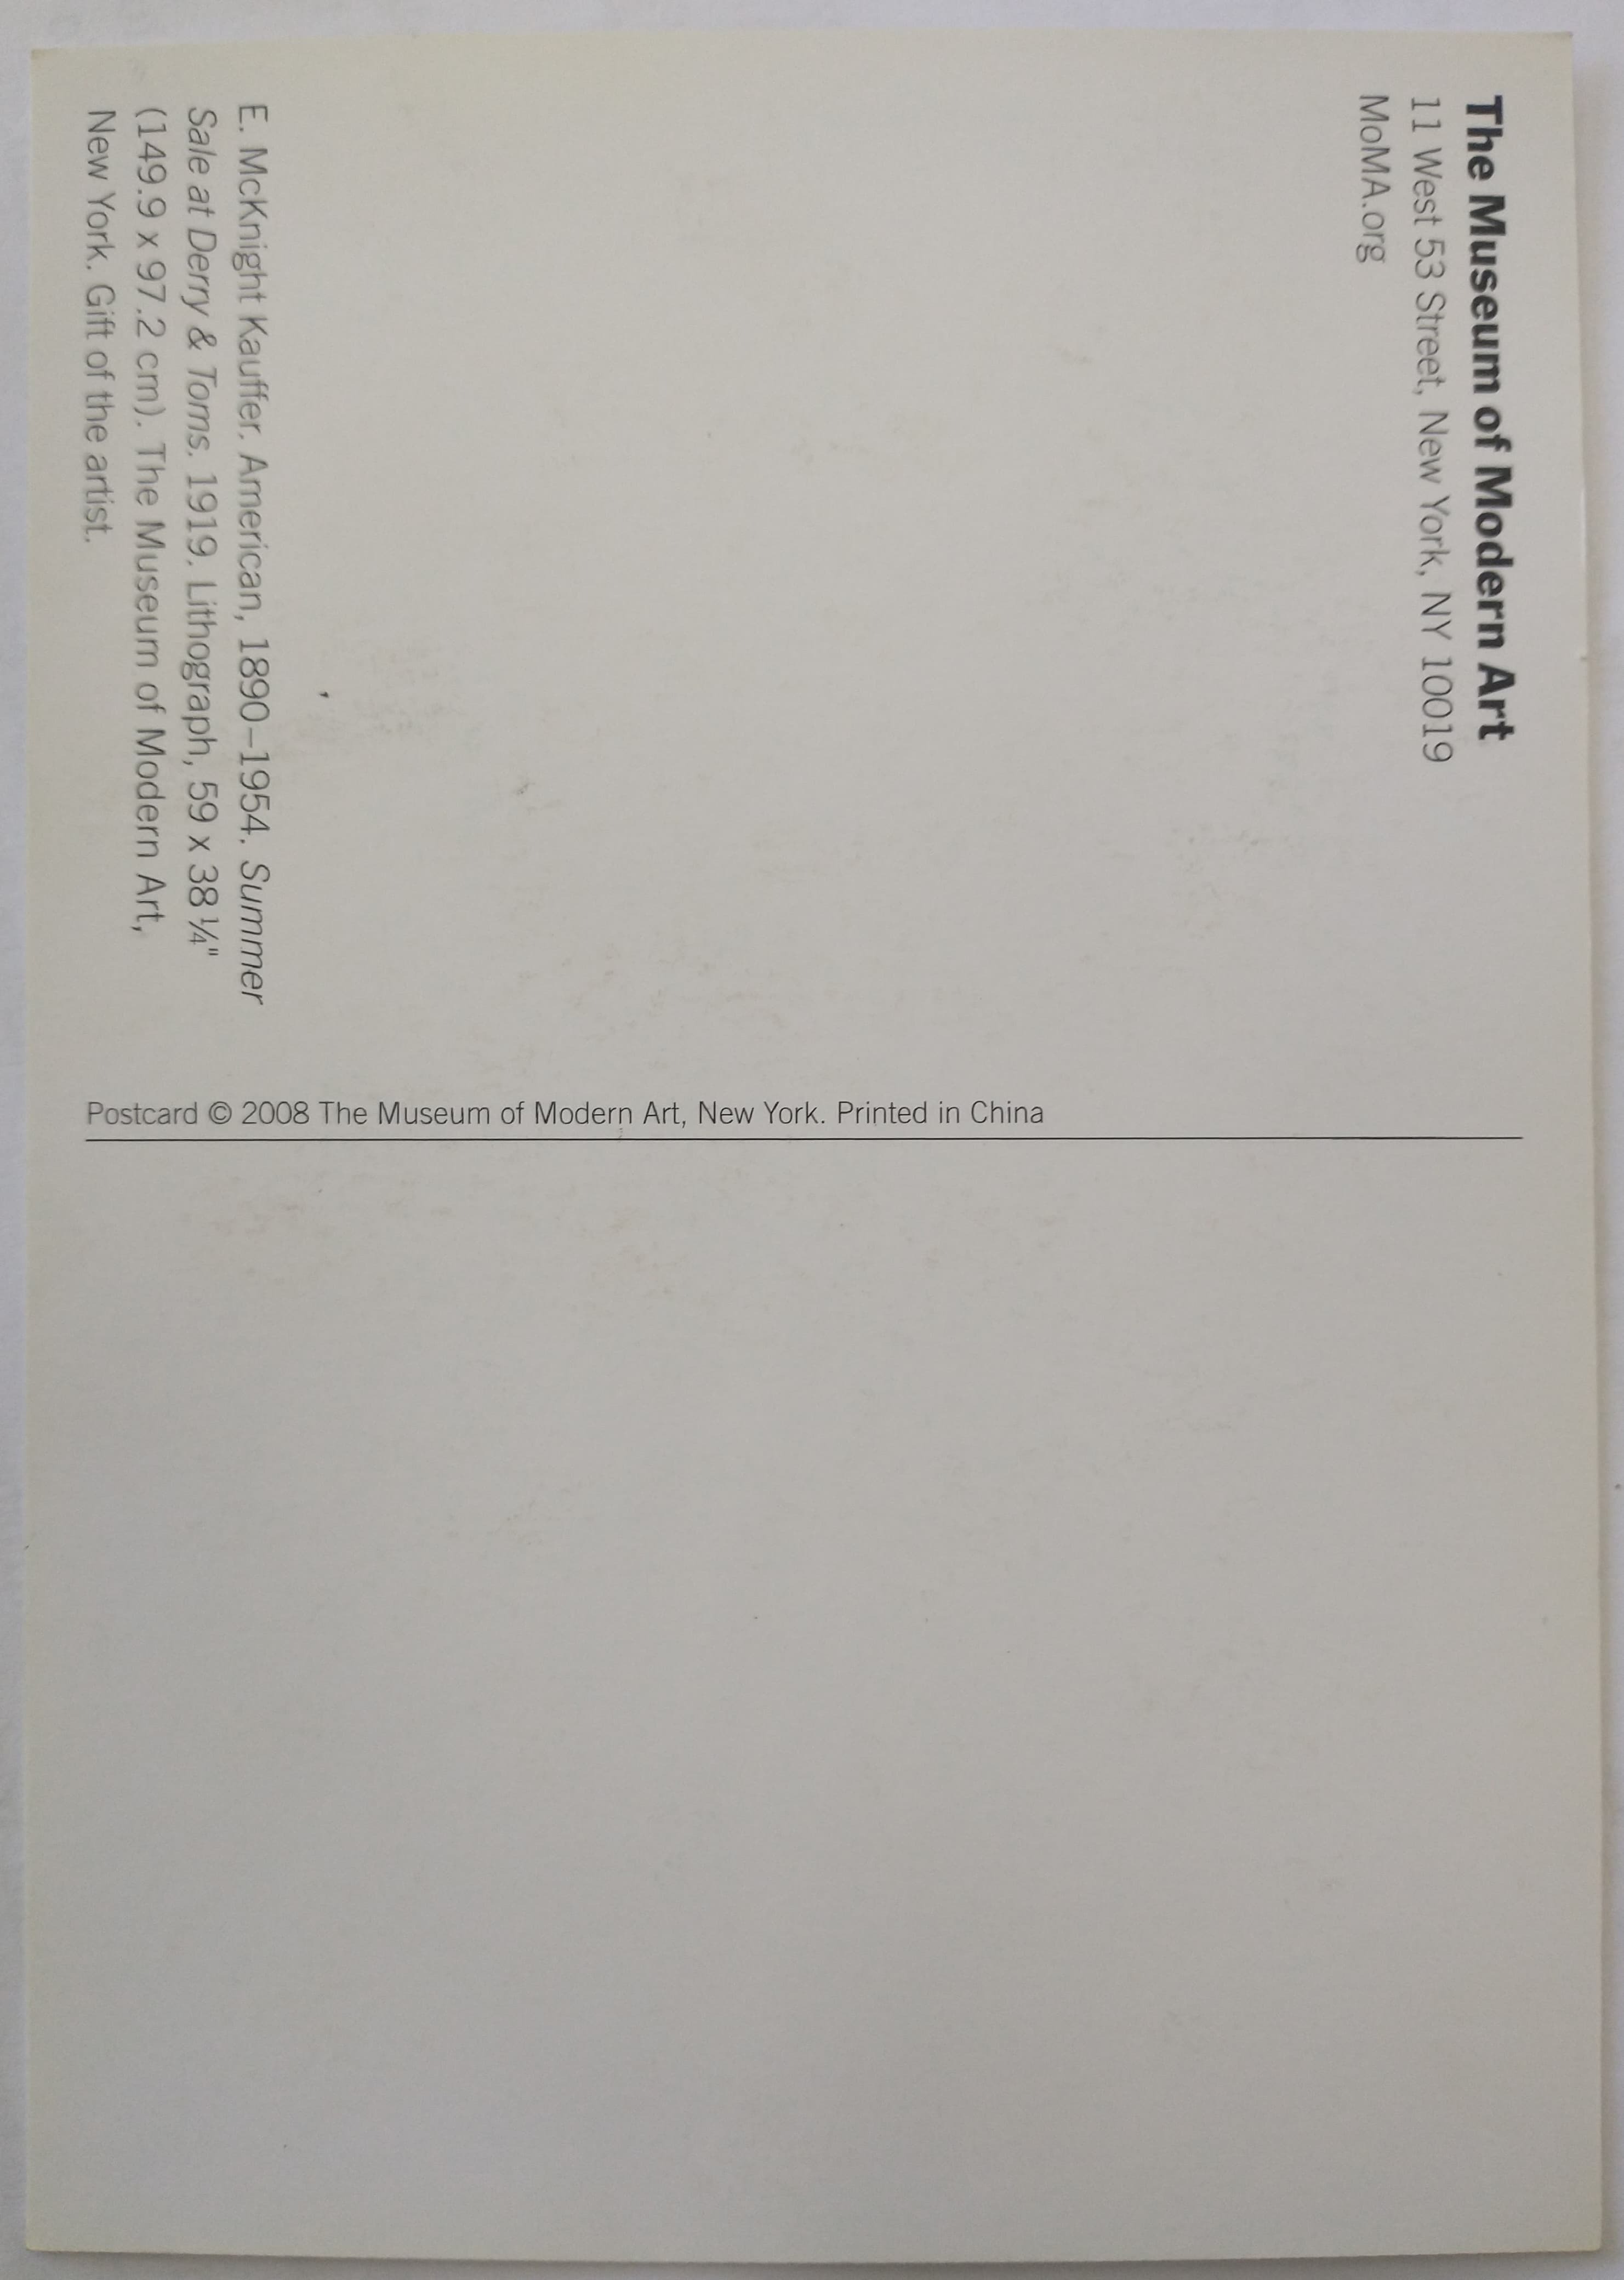 The Museum of Modern Art
11 West 53 Street, New York, NY 10019
MoMA.org
E. McKnight Kauffer. American, 1890–1954. Summer
Sale at Derry & Toms. 1919. Lithograph, 59 x 38 ¼"
(149.9 x 97.2 cm). The Museum of Modern Art,
New York. Gift of the artist.
Postcard © 2008 The Museum of Modern Art, New York. Printed in China